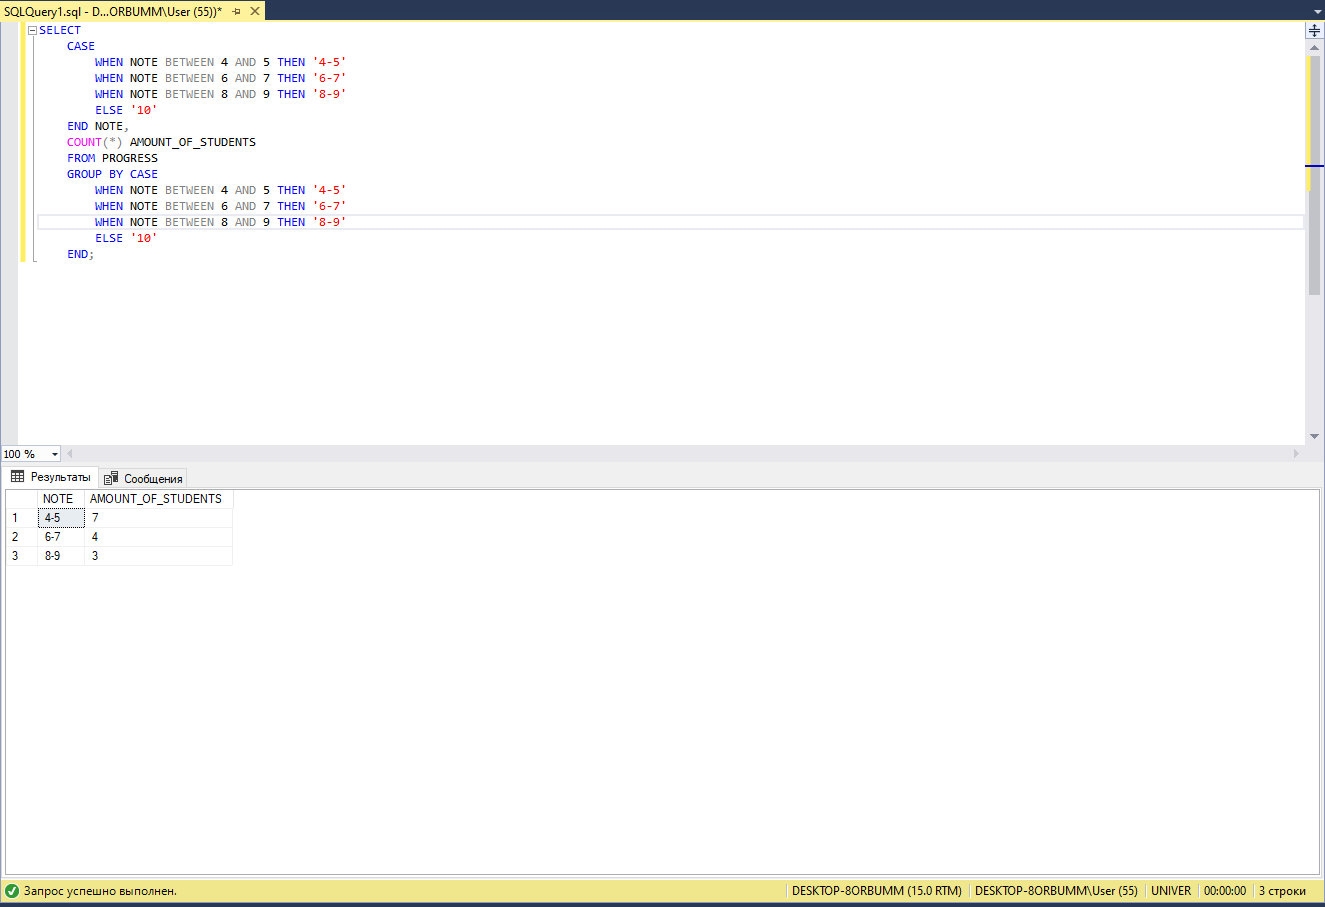 SQLQuery1.sql - D...ORBUMM\User (55))*
SELECT
CASE
WHEN NOTE BETWEEN 4 AND 5 THEN '4-5'
WHEN NOTE BETWEEN 6 AND 7 THEN '6-7'
WHEN NOTE BETWEEN 8 AND 9 THEN '8-9'
ELSE '10'
END NOTE,
COUNT(*) AMOUNT_OF_STUDENTS
FROM PROGRESS
GROUP BY CASE
WHEN NOTE BETWEEN 4 AND 5 THEN '4-5'
WHEN NOTE BETWEEN 6 AND 7 THEN '6-7'
WHEN NOTE BETWEEN 8 AND 9 THEN '8-9'
ELSE '10'
END;
100 %
Результаты Сообщения
NOTE AMOUNT_OF_STUDENTS
1 4-5 7
2 6-7 4
3 8-9 3
Запрос успешно выполнен. DESKTOP-8ORBUMM (15.0 RTM) DESKTOP-8ORBUMM\User (55) UNIVER 00:00:00 3 строки